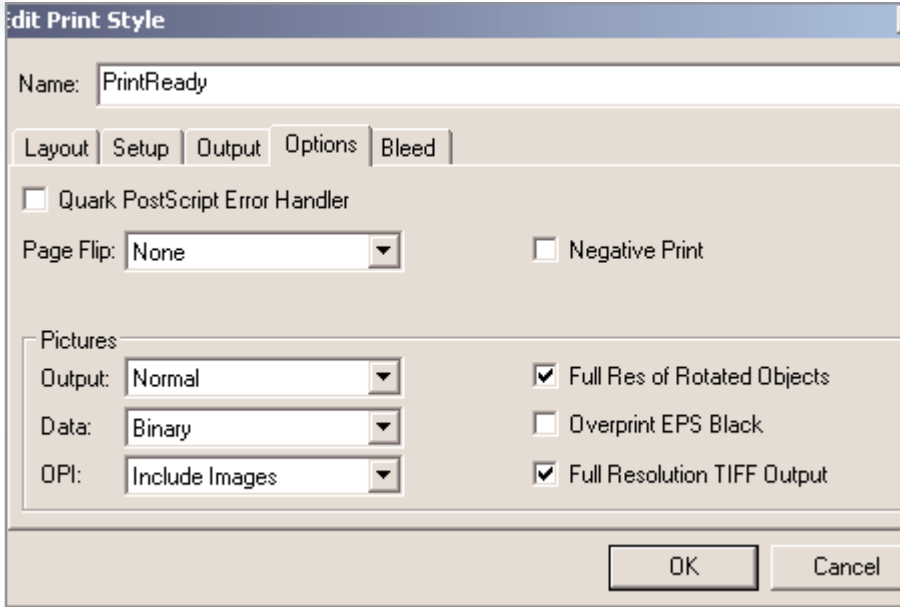 dit Print Style
Name: PrintReady
Layout Setup Output Options Bleed
Quark PostScript Error Handler
Page Flip: None Negative Print
Pictures
Output: Normal Full Res of Rotated Objects
Data: Binary Overprint EPS Black
OPI: Include Images Full Resolution TIFF Output
OK Cancel